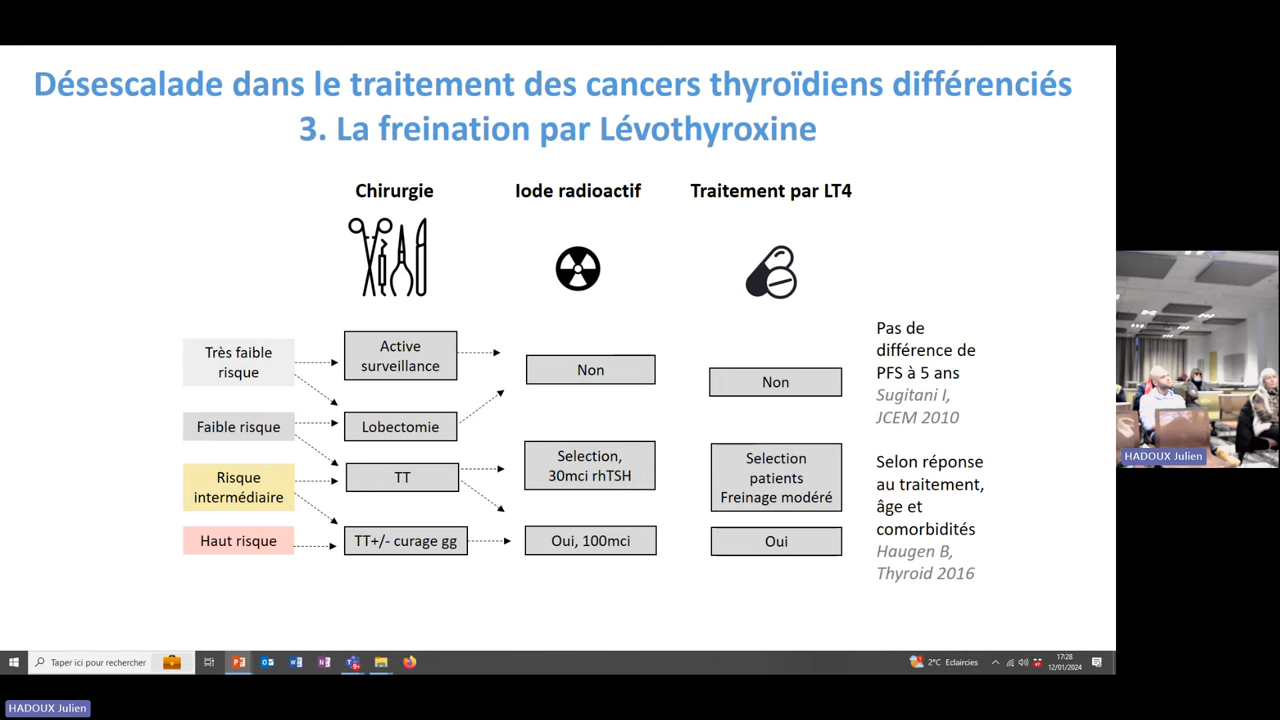 Désescalade dans le traitement des cancers thyroïdiens différenciés
3. La freination par Lévothyroxine
Chirurgie
Iode radioactif
Traitement par LT4
Très faible
risque
Active
surveillance
Non
Non
Pas de
différence de
PFS à 5 ans
Sugitani I,
JCEM 2010
Faible risque
Lobectomie
Risque
intermédiaire
TT
Selection,
30mci rhTSH
Selection
patients
Freinage modéré
Selon réponse
au traitement,
âge et
comorbidités
Haugen B,
Thyroid 2016
Haut risque
TT+/- curage gg
Oui, 100mci
Oui
HADOUX Julien
Taper ici pour rechercher
2°C Eclaircies
17:28
12/01/2024
HADOUX Julien